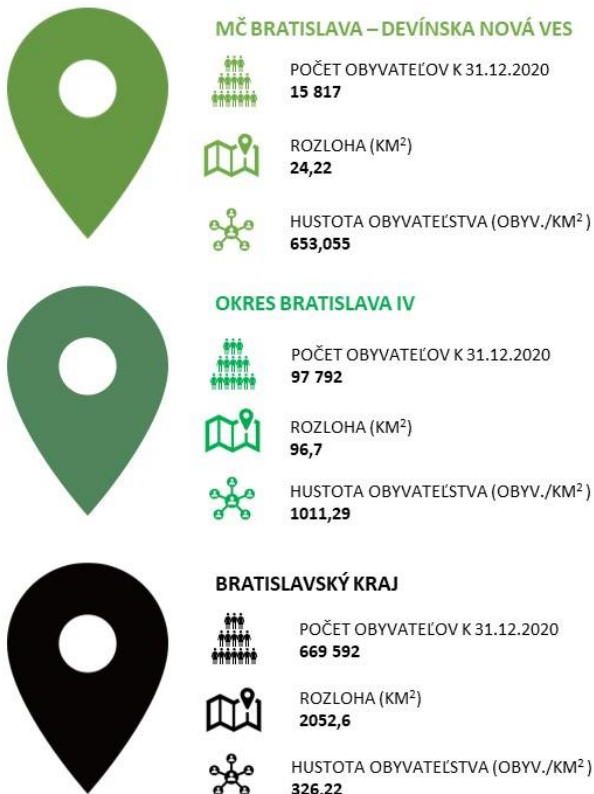 MČ BRATISLAVA – DEVÍNSKA NOVÁ VES
POČET OBYVATEĽOV K 31.12.2020
15 817
ROZLOHA (KM²)
24,22
HUSTOTA OBYVATEĽSTVA (OBYV./KM² )
653,055
OKRES BRATISLAVA IV
POČET OBYVATEĽOV K 31.12.2020
97 792
ROZLOHA (KM²)
96,7
HUSTOTA OBYVATEĽSTVA (OBYV./KM² )
1011,29
BRATISLAVSKÝ KRAJ
POČET OBYVATEĽOV K 31.12.2020
669 592
ROZLOHA (KM²)
2052,6
HUSTOTA OBYVATEĽSTVA (OBYV./KM² )
326,22